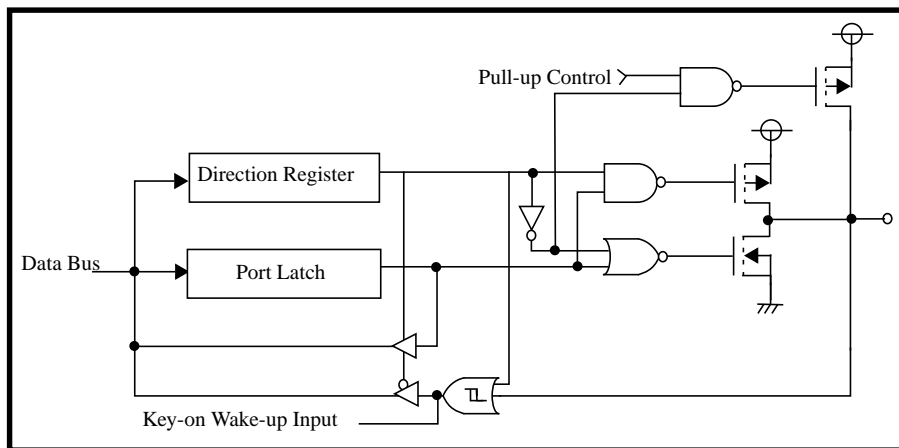 Pull-up Control
Direction Register
Data Bus
Port Latch
Key-on Wake-up Input